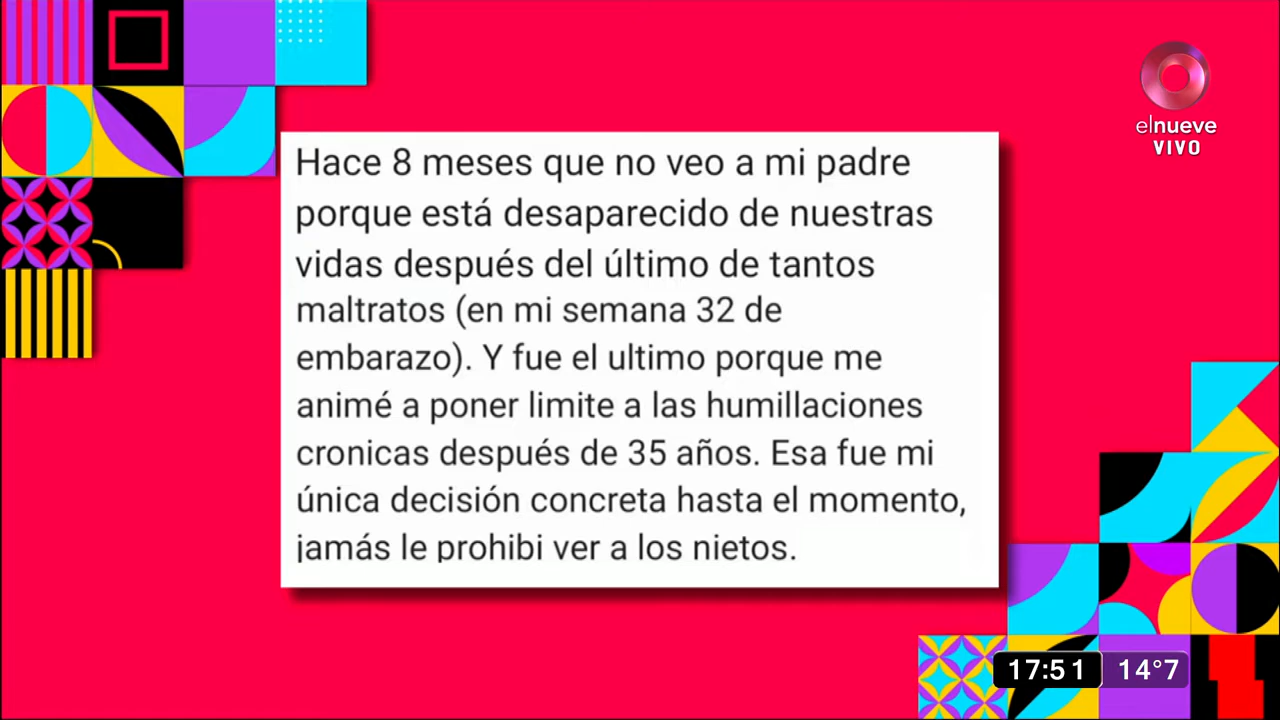 elnueve
VIVO
Hace 8 meses que no veo a mi padre
porque está desaparecido de nuestras
vidas después del último de tantos
maltratos (en mi semana 32 de
embarazo). Y fue el ultimo porque me
animé a poner limite a las humillaciones
cronicas después de 35 años. Esa fue mi
única decisión concreta hasta el momento,
jamás le prohibi ver a los nietos.
17:51 14°7